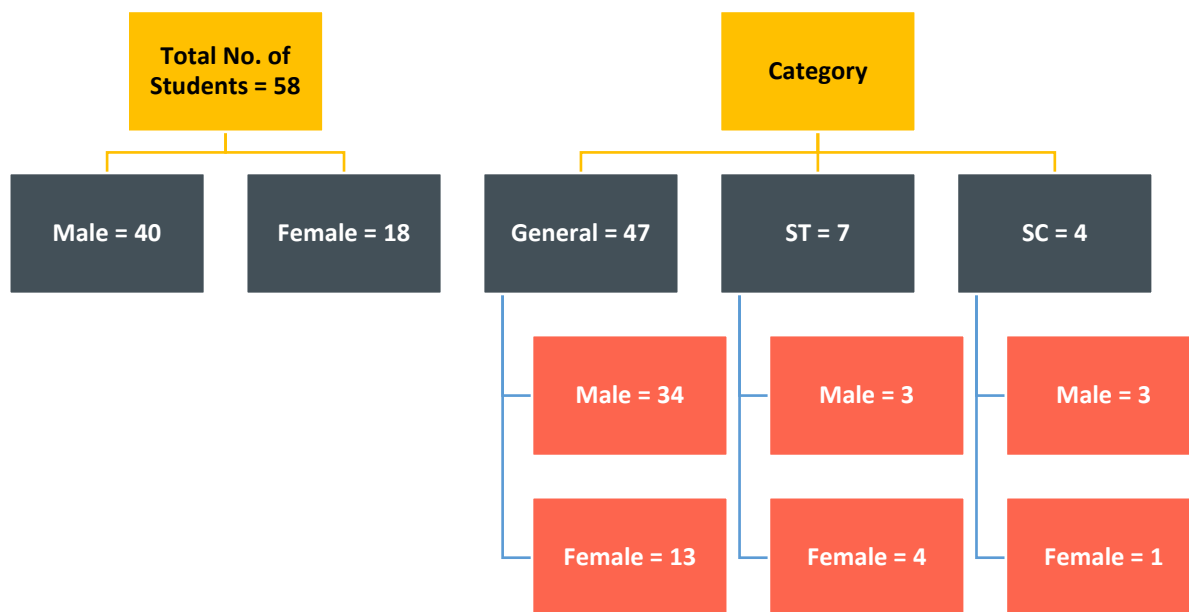 Total No. of
Students = 58
Category
Male = 40
Female = 18
General = 47
ST = 7
SC = 4
Male = 34
Male = 3
Male = 3
Female = 13
Female = 4
Female = 1